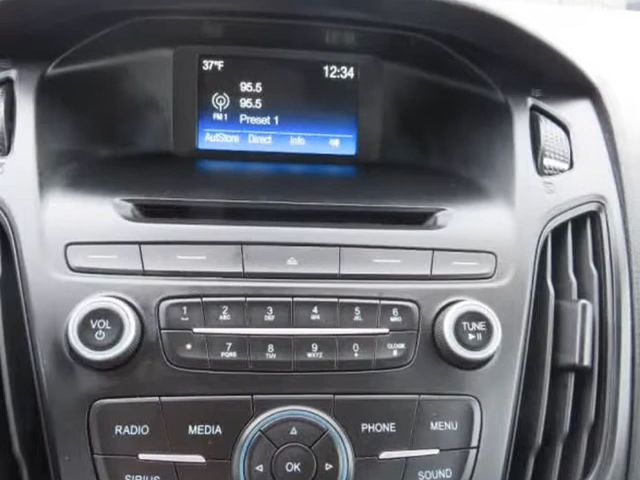 37°F 12:34
95.5
95.5
FM 1 Preset 1
AutStore Direct Info
VOL TUNE
1 2 ABC 3 DEF 4 GHI 5 JKL 6 MNO
* 7 PQRS 8 TUV 9 WXYZ 0 + CLOCK
RADIO MEDIA PHONE MENU
SIRIUS OK SOUND